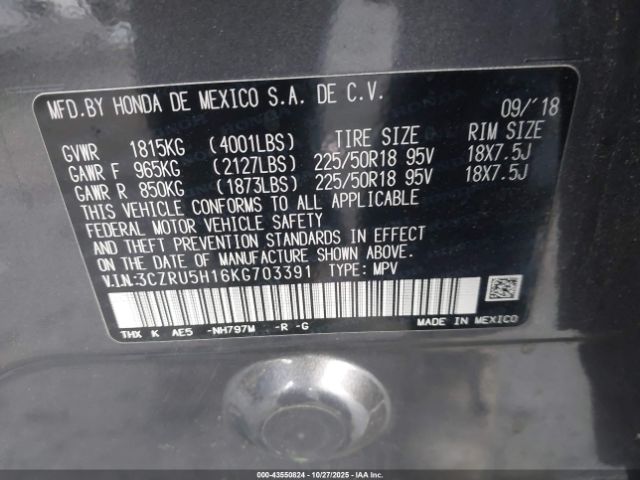 MFD.BY HONDA DE MEXICO S.A. DE C.V. 09/'18
GVWR 1815KG (4001LBS) TIRE SIZE RIM SIZE
GAWR F 965KG (2127LBS) 225/50R18 95V 18X7.5J
GAWR R 850KG (1873LBS) 225/50R18 95V 18X7.5J
THIS VEHICLE CONFORMS TO ALL APPLICABLE
FEDERAL MOTOR VEHICLE SAFETY
AND THEFT PREVENTION STANDARDS IN EFFECT
ON THE DATE OF MANUFACTURE SHOWN ABOVE.
V.I.N:3CZRU5H16KG703391 TYPE: MPV
THX K AE5 -NH797M -R -G MADE IN MEXICO
000-43550824 | 10/27/2025 | IAAI.COM